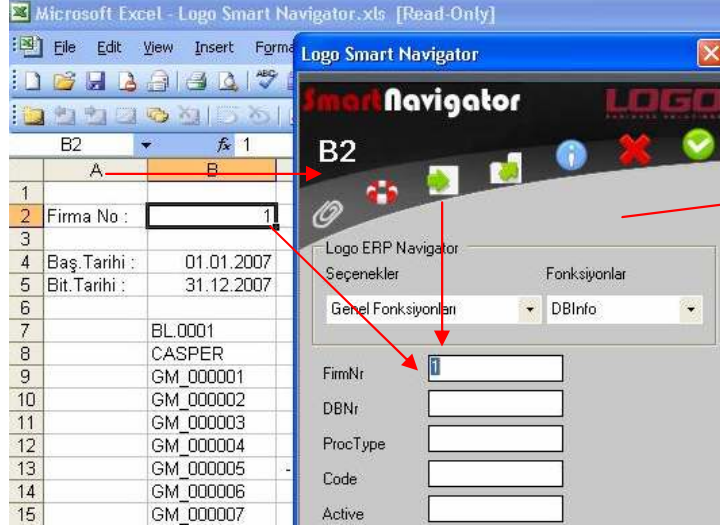 Microsoft Excel - Logo Smart Navigator.xls [Read-Only]
File Edit View Insert
B2 fx 1
A B
1
2 Firma No : 1
3
4 Baş.Tarihi : 01.01.2007
5 Bit.Tarihi : 31.12.2007
6
7 BL.0001
8 CASPER
9 GM_000001
10 GM_000002
11 GM_000003
12 GM_000004
13 GM_000005 -
14 GM_000006
15 GM_000007
Logo Smart Navigator
SmartNavigator LOGO
B2
Logo ERP Navigator
Seçenekler Fonksiyonlar
Genel Fonksiyonları DBInfo
FirmNr 1
DBNr
ProcType
Code
Active